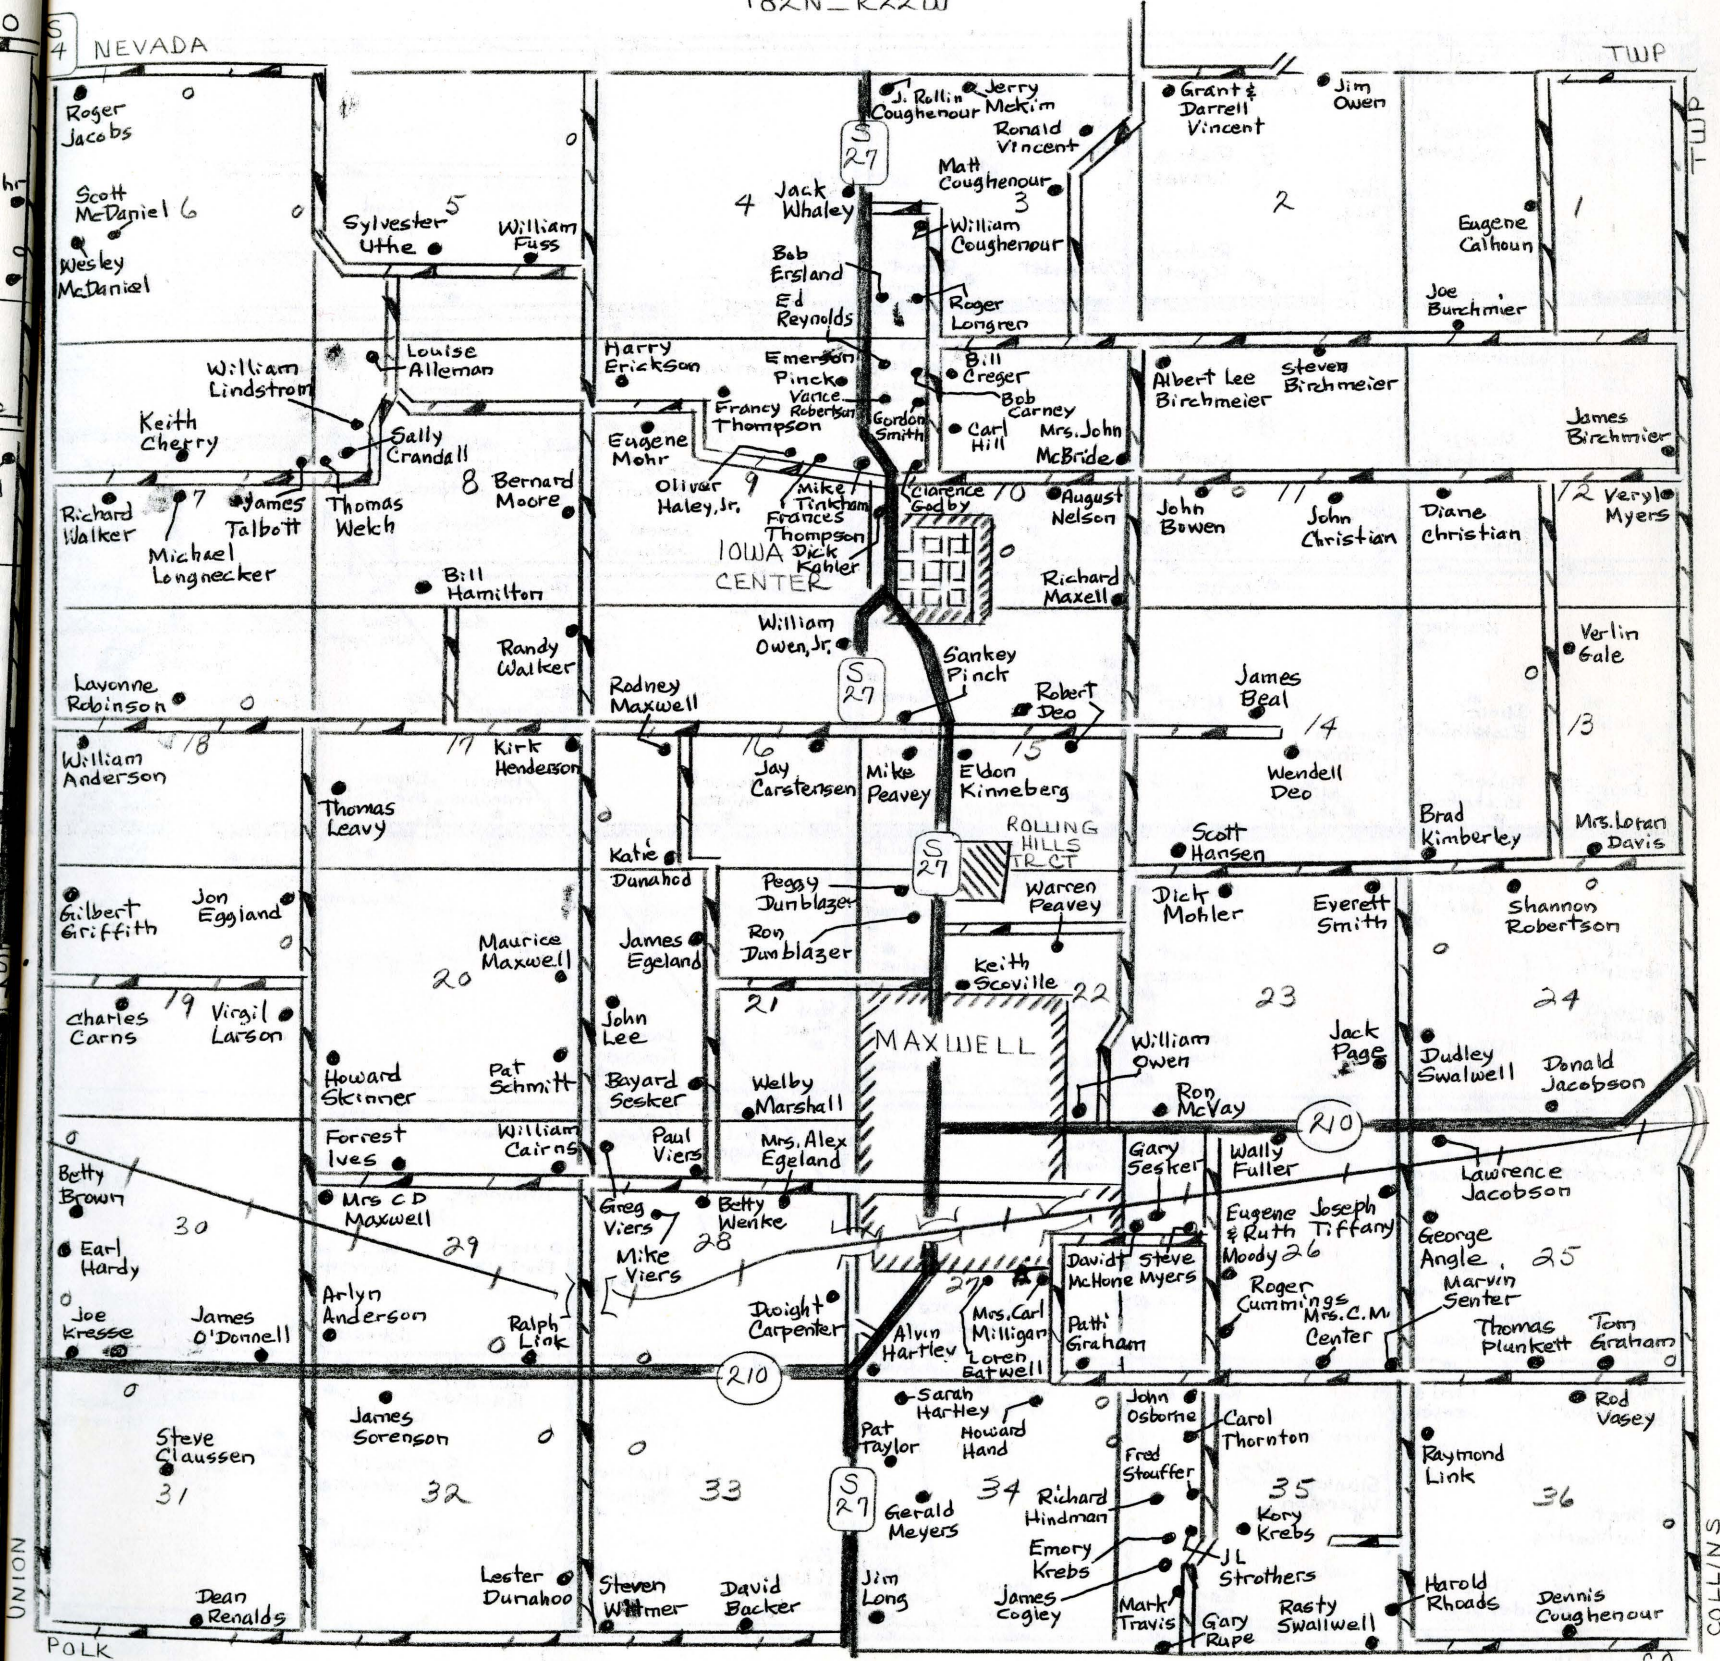 T82N-R22W
S
4
NEVADA
TWP
TWP
Roger
Jacobs
Scott
McDaniel
6
Wesley
McDaniel
5
Sylvester
Uthe
William
Fuss
4
S
27
Jack
Whaley
Bob
Ersland
Ed
Reynolds
J. Rollin
Coughenour
Jerry
McKim
Ronald
Vincent
Matt
Coughenour
3
William
Coughenour
Roger
Longren
Grant &
Darrell
Vincent
Jim
Owen
2
Eugene
Calhoun
Joe
Burchmier
1
William
Lindstrom
Louise
Alleman
Keith
Cherry
Sally
Crandall
Harry
Erickson
Francy
Thompson
Eugene
Mohr
Emerson
Pinck
Vance
Robertson
Gordon
Smith
Bill
Creger
Bob
Carney
Carl
Hill
Mrs. John
McBride
Albert Lee
Birchmeier
Steven
Birchmeier
James
Birchmier
Richard
Walker
7
Michael
Longnecker
James
Talbott
Thomas
Welch
8
Bernard
Moore
Bill
Hamilton
Oliver
Haley, Jr.
9
Mike
Tinkham
Frances
Thompson
Dick
Kahler
IOWA
CENTER
Clarence
Godby
10
August
Nelson
Richard
Maxell
John
Bowen
11
John
Christian
Diane
Christian
12
Veryl
Myers
Lavonne
Robinson
Randy
Walker
Rodney
Maxwell
William
Owen, Jr.
S
27
Sankey
Pinck
Robert
Deo
James
Beal
Verlin
Gale
William
Anderson
18
17
Kirk
Henderson
Thomas
Leavy
16
Jay
Carstensen
Mike
Peavey
15
Eldon
Kinneberg
14
Wendell
Deo
13
Scott
Hansen
Brad
Kimberley
Mrs. Loran
Davis
Katie
Dunahod
S
27
ROLLING
HILLS
TR. CT
Gilbert
Griffith
Jon
Eggland
Maurice
Maxwell
20
James
Egeland
Peggy
Dunblazer
Ron
Dunblazer
Warren
Peavey
Keith
Scoville
Dick
Mohler
Everett
Smith
Shannon
Robertson
Charles
Carns
19
Virgil
Larson
Howard
Skinner
Pat
Schmitt
John
Lee
Bayard
Sesker
21
Welby
Marshall
MAXWELL
22
William
Owen
23
Ron
McVay
Jack
Page
24
Dudley
Swalwell
Donald
Jacobson
210
Betty
Brown
30
Earl
Hardy
Joe
Kresse
James
O'Donnell
Forrest
Ives
William
Cairns
Mrs C D
Maxwell
29
Arlyn
Anderson
Ralph
Link
Paul
Viers
Mrs. Alex
Egeland
Greg
Viers
Betty
Wenke
28
Mike
Viers
Dwight
Carpenter
210
27
Alvin
Hartley
Mrs. Carl
Milligan
Loren
Eatwell
Gary
Sesker
David
McHone
Steve
Myers
Patti
Graham
Wally
Fuller
Eugene
& Ruth
Moody
26
Joseph
Tiffany
Roger
Cummings
Mrs. C.M.
Center
Lawrence
Jacobson
George
Angle
25
Marvin
Senter
Thomas
Plunkett
Tom
Graham
Steve
Claussen
31
Dean
Renalds
James
Sorenson
32
Lester
Dunahoo
33
Steven
Witmer
David
Backer
S
27
Sarah
Hartley
Pat
Taylor
Howard
Hand
34
Gerald
Meyers
Jim
Long
Richard
Hindman
Emory
Krebs
James
Cogley
John
Osborne
Carol
Thornton
Fred
Stouffer
35
Kory
Krebs
JL
Strothers
Mark
Travis
Gary
Rupe
Rasty
Swallwell
Rod
Vasey
Raymond
Link
36
Harold
Rhoads
Dennis
Coughenour
UNION
POLK
COLLINS